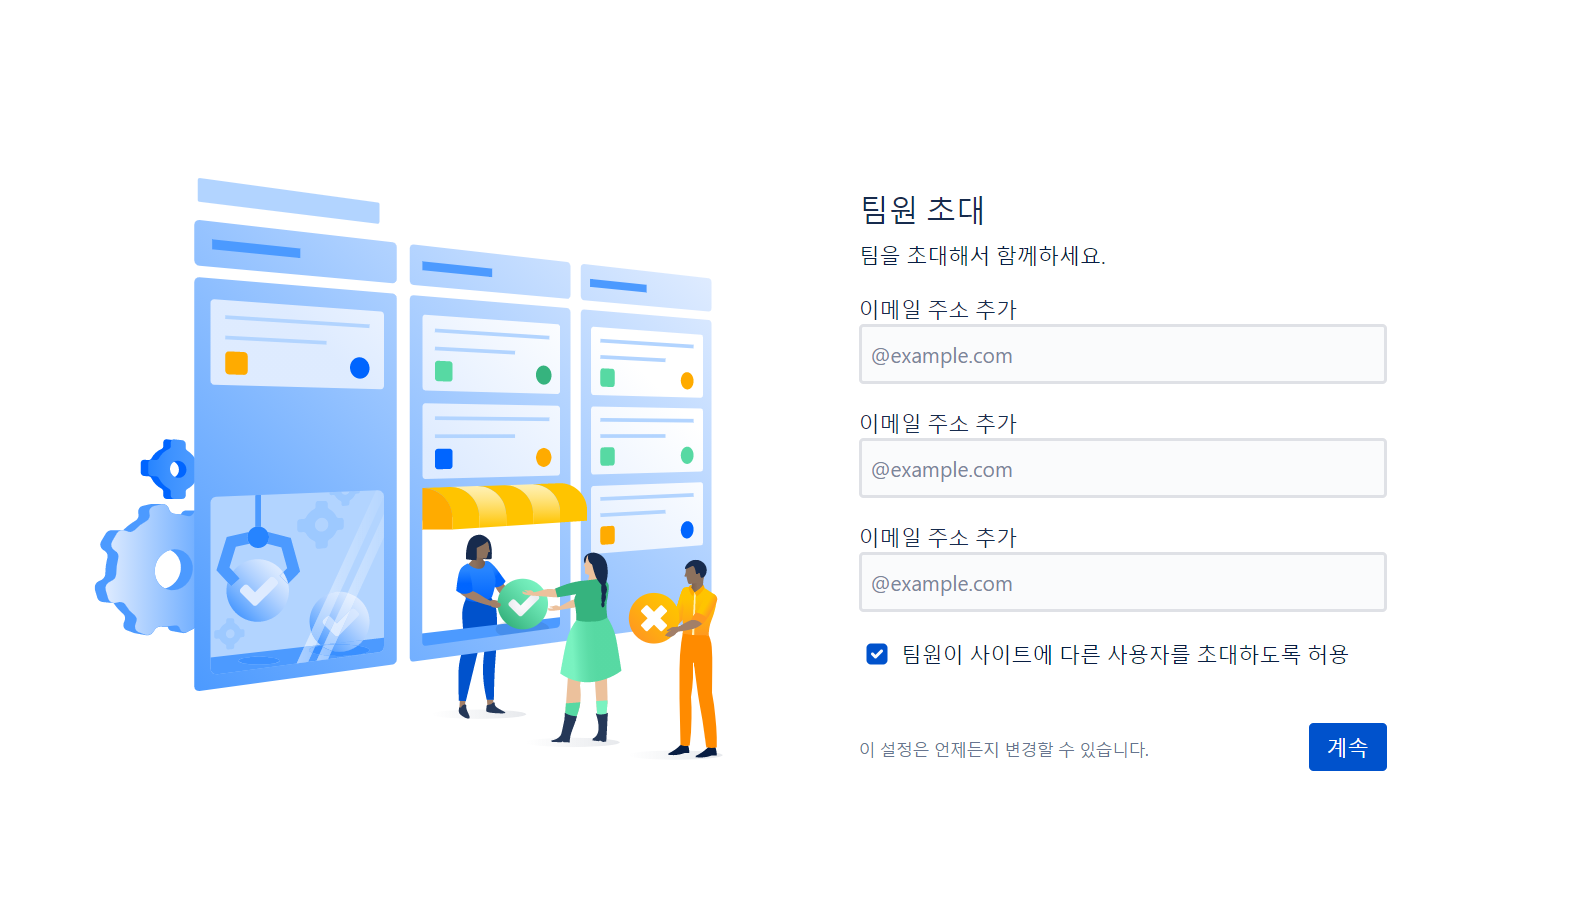 팀원 초대
팀을 초대해서 함께하세요.
이메일 주소 추가
@example.com
이메일 주소 추가
@example.com
이메일 주소 추가
@example.com
팀원이 사이트에 다른 사용자를 초대하도록 허용
이 설정은 언제든지 변경할 수 있습니다.
계속